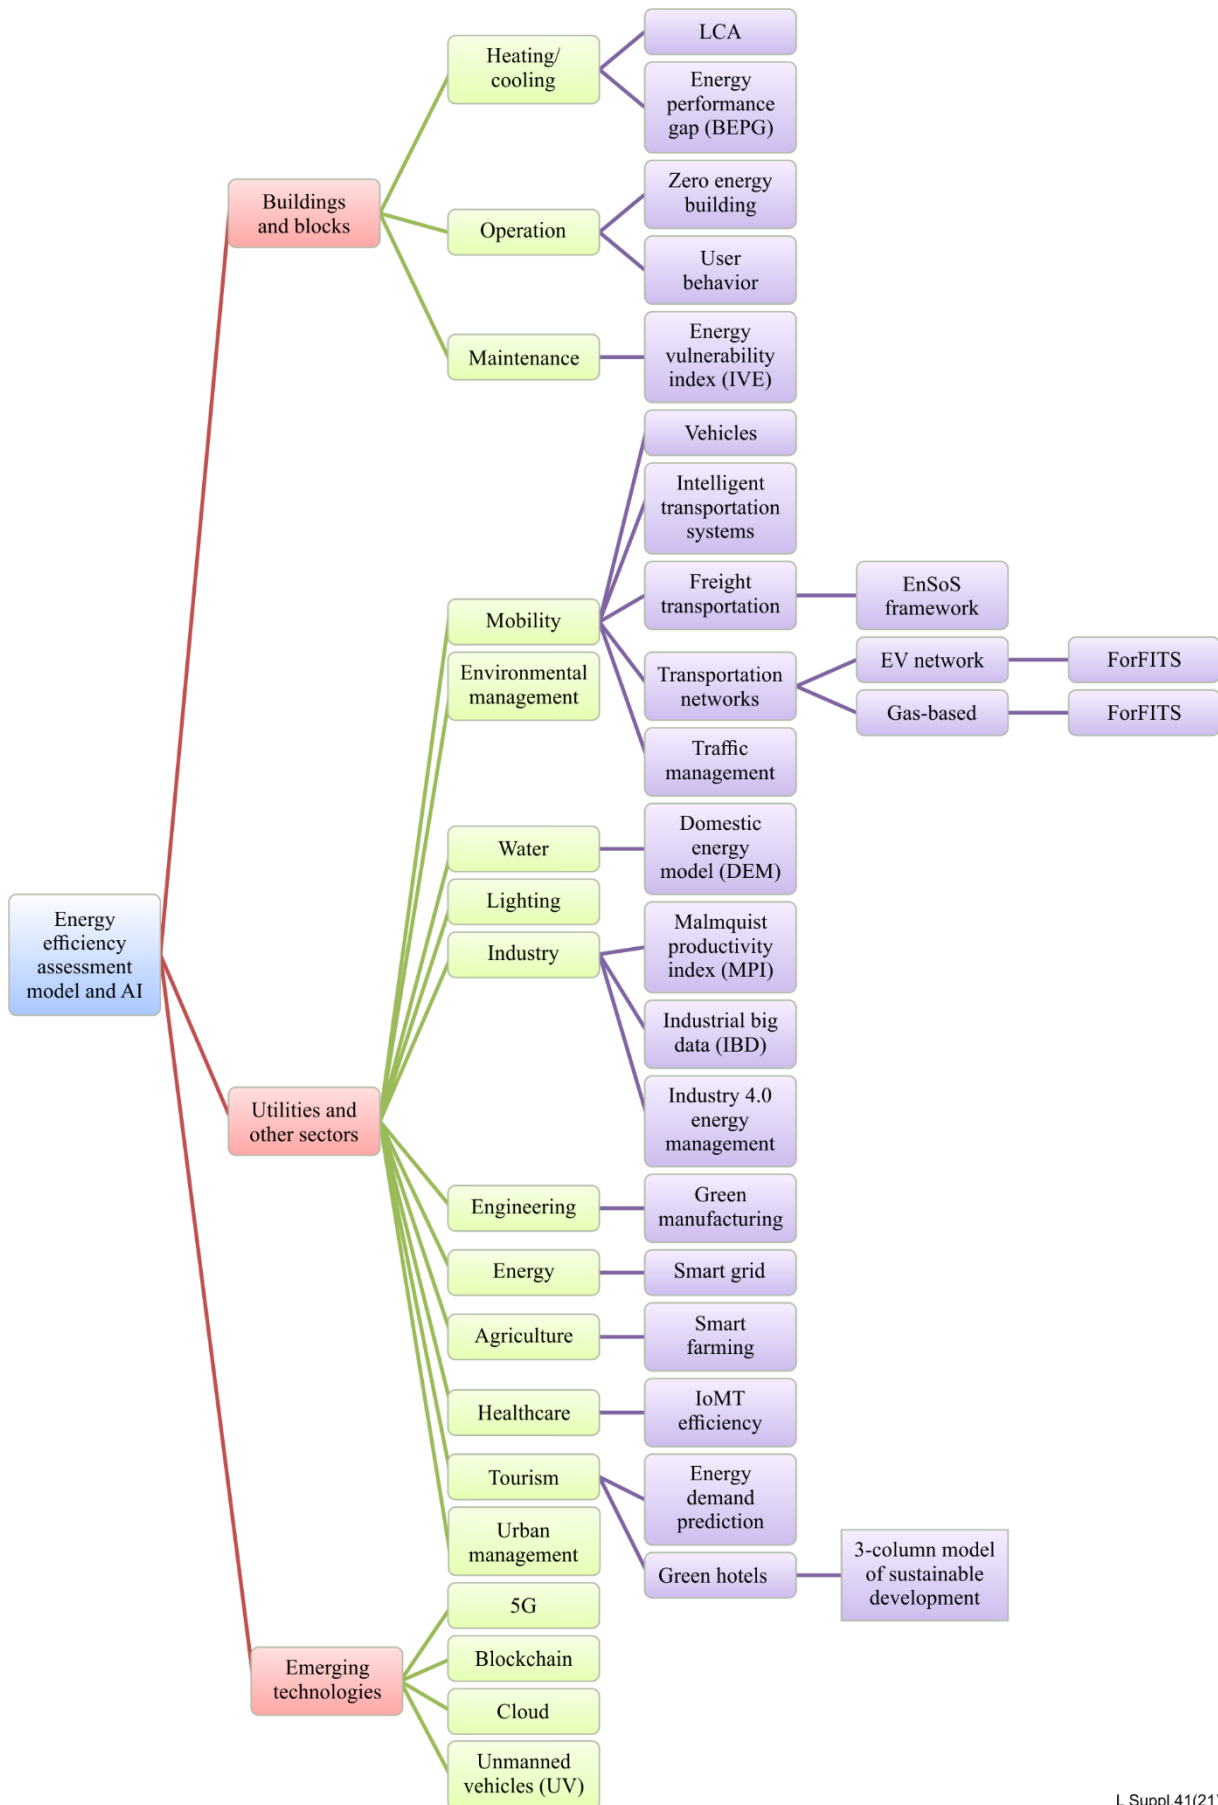 LCA
Heating/
cooling
Energy
performance
gap (BEPG)
Buildings
and blocks
Zero energy
building
Operation
User
behavior
Maintenance
Energy
vulnerability
index (IVE)
Vehicles
Intelligent
transportation
systems
Mobility
Freight
transportation
EnSoS
framework
Environmental
management
Transportation
networks
EV network
ForFITS
Gas-based
ForFITS
Traffic
management
Water
Domestic
energy
model (DEM)
Lighting
Energy
efficiency
assessment
model and AI
Industry
Malmquist
productivity
index (MPI)
Industrial big
data (IBD)
Utilities and
other sectors
Industry 4.0
energy
management
Engineering
Green
manufacturing
Energy
Smart grid
Agriculture
Smart
farming
Healthcare
IoMT
efficiency
Tourism
Energy
demand
prediction
Urban
management
Green hotels
3-column model
of sustainable
development
5G
Emerging
technologies
Blockchain
Cloud
Unmanned
vehicles (UV)
L Suppl.41(21)